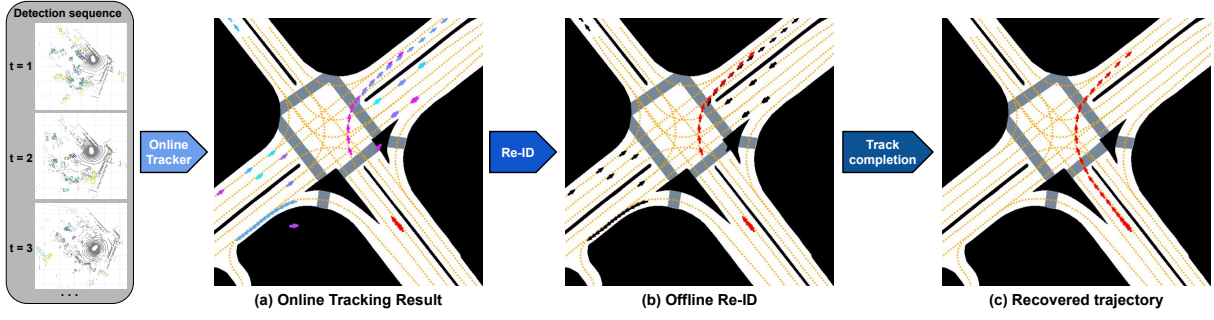 Detection sequence
t = 1
t = 2
t = 3
. . .
Online
Tracker
Re-ID
Track
completion
(a) Online Tracking Result
(b) Offline Re-ID
(c) Recovered trajectory